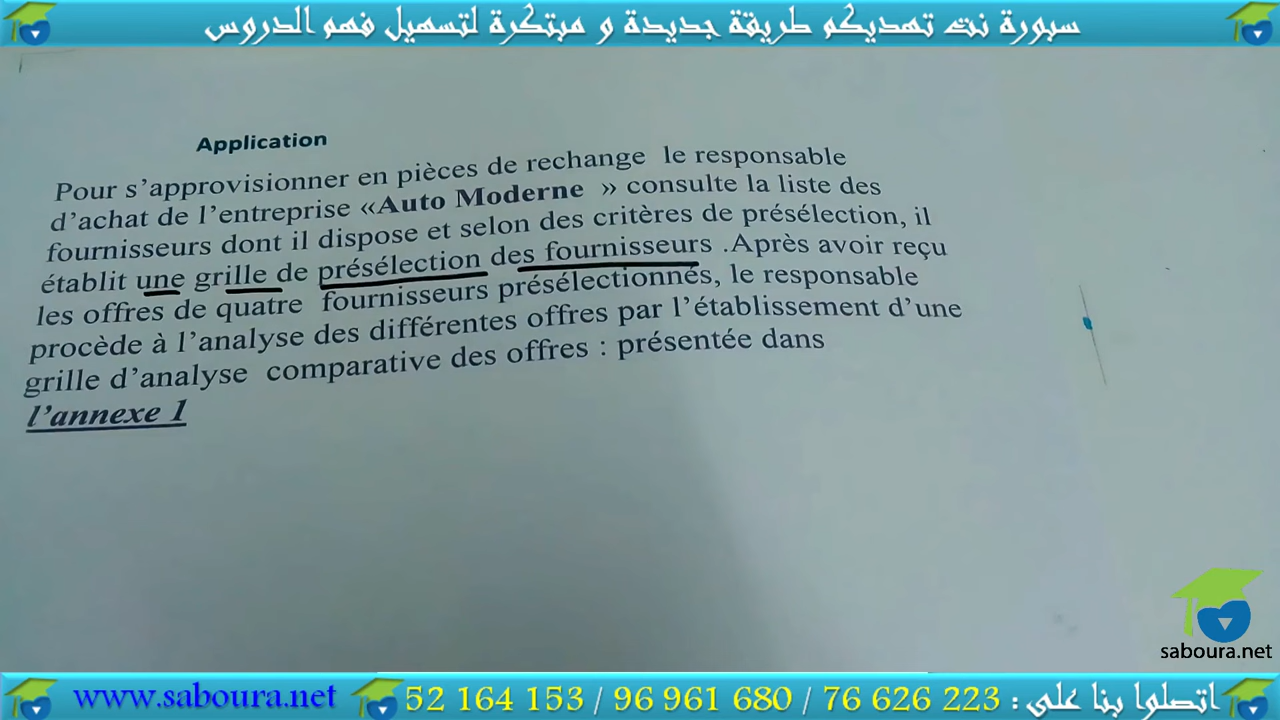 سبورة نت تهديكم طريقة جديدة و مبتكرة لتسهيل فهم الدروس
Application
Pour s’approvisionner en pièces de rechange le responsable
d’achat de l’entreprise «Auto Moderne » consulte la liste des
fournisseurs dont il dispose et selon des critères de présélection, il
établit une grille de présélection des fournisseurs .Après avoir reçu
les offres de quatre fournisseurs présélectionnés, le responsable
procède à l’analyse des différentes offres par l’établissement d’une
grille d’analyse comparative des offres : présentée dans
l’annexe 1
saboura.net
www.saboura.net 52 164 153 / 96 961 680 / 76 626 223 : اتصلوا بنا على